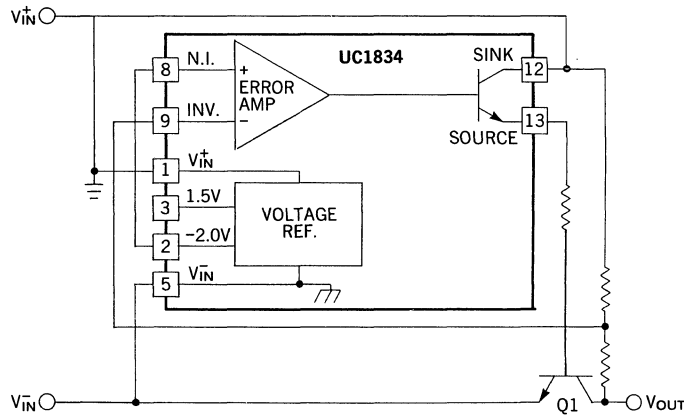 V⁺IN
UC1834
SINK
8 N.I.
+
ERROR
AMP
12
9 INV.
−
13
SOURCE
1 V⁺IN
3 1.5V
VOLTAGE
REF.
2 −2.0V
5 V⁻IN
V⁻IN
Q1
VOUT